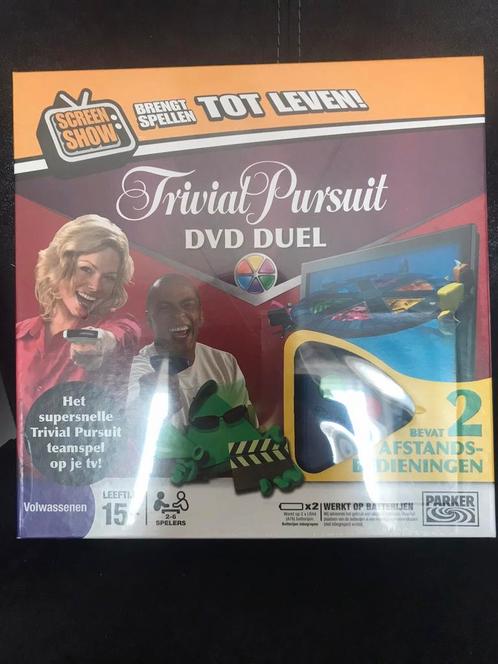 SCREEN
SHOW
BRENGT
SPELLEN
TOT LEVEN!
Trivial Pursuit
DVD DUEL
Het
supersnelle
Trivial Pursuit
teamspel
op je tv!
BEVAT 2
AFSTANDS-
BEDIENINGEN
Volwassenen
15+
2-6
SPELERS
x2
WERKT OP BATTERIJEN
PARKER